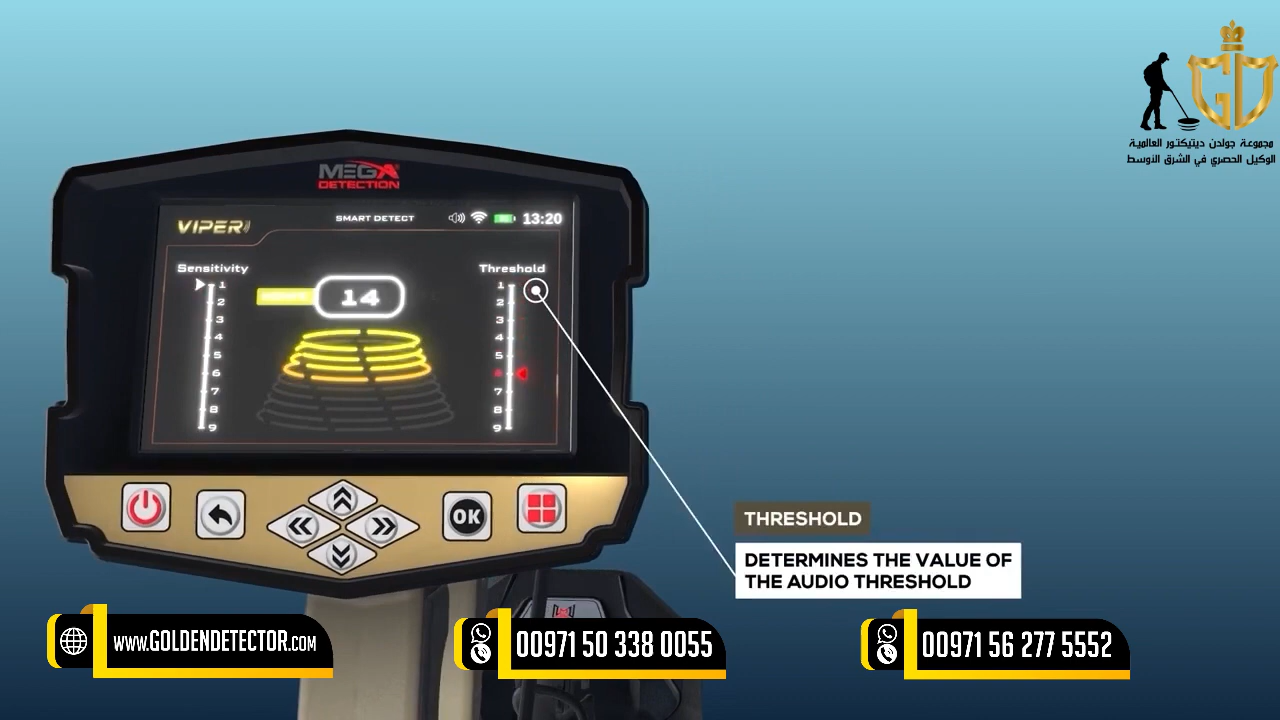 مجموعة جولدن ديتيكتور العالمية
الوكيل الحصري في الشرق الاوسط
MEGA
DETECTION
VIPER
SMART DETECT
13:20
Sensitivity
Threshold
14
1
2
3
4
5
6
7
8
9
1
2
3
4
5
6
7
8
9
OK
THRESHOLD
DETERMINES THE VALUE OF
THE AUDIO THRESHOLD
www.GOLDENDETECTOR.com
00971 50 338 0055
00971 56 277 5552